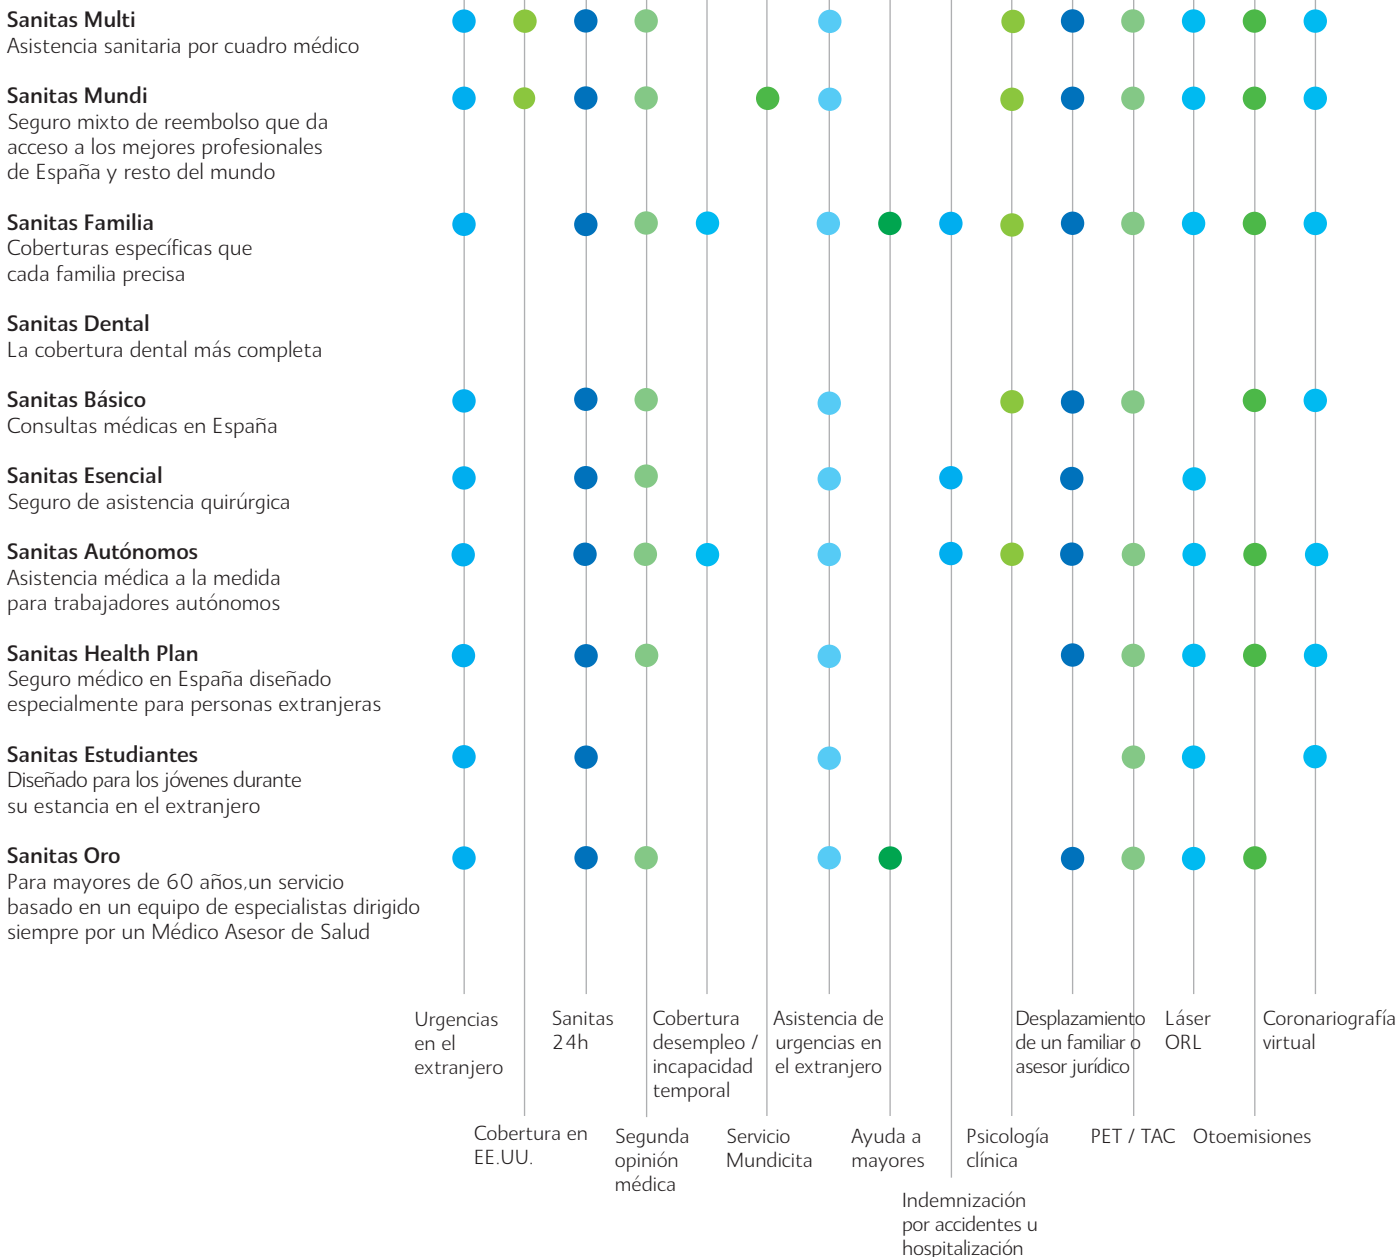 Sanitas Multi
Asistencia sanitaria por cuadro médico
Sanitas Mundi
Seguro mixto de reembolso que da
acceso a los mejores profesionales
de España y resto del mundo
Sanitas Familia
Coberturas específicas que
cada familia precisa
Sanitas Dental
La cobertura dental más completa
Sanitas Básico
Consultas médicas en España
Sanitas Esencial
Seguro de asistencia quirúrgica
Sanitas Autónomos
Asistencia médica a la medida
para trabajadores autónomos
Sanitas Health Plan
Seguro médico en España diseñado
especialmente para personas extranjeras
Sanitas Estudiantes
Diseñado para los jóvenes durante
su estancia en el extranjero
Sanitas Oro
Para mayores de 60 años,un servicio
basado en un equipo de especialistas dirigido
siempre por un Médico Asesor de Salud
Urgencias
en el
extranjero
Sanitas
24h
Cobertura
desempleo /
incapacidad
temporal
Asistencia de
urgencias en
el extranjero
Desplazamiento
de un familiar o
asesor jurídico
Láser
ORL
Coronariografía
virtual
Cobertura en
EE.UU.
Segunda
opinión
médica
Servicio
Mundicita
Ayuda a
mayores
Psicología
clínica
PET / TAC
Otoemisiones
Indemnización
por accidentes u
hospitalización